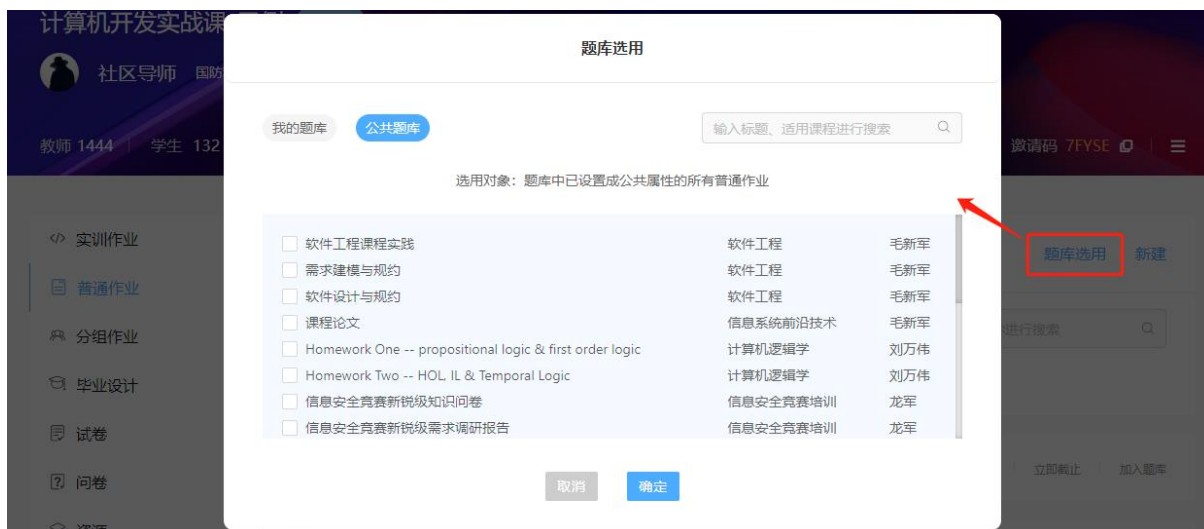 计算机开发实战课
题库选用
社区导师 国防
我的题库 公共题库 输入标题、适用课程进行搜索
教师 1444 学生 132 邀请码 7FYSE
选用对象：题库中已设置成公共属性的所有普通作业
实训作业
软件工程课程实践 软件工程 毛新军
题库选用 新建
需求建模与规约 软件工程 毛新军
普通作业
软件设计与规约 软件工程 毛新军
课程论文 信息系统前沿技术 毛新军
进行搜索
分组作业
Homework One -- propositional logic & first order logic 计算机逻辑学 刘万伟
Homework Two -- HOL, IL & Temporal Logic 计算机逻辑学 刘万伟
毕业设计
信息安全竞赛新锐级知识问卷 信息安全竞赛培训 龙军
信息安全竞赛新锐级需求调研报告 信息安全竞赛培训 龙军
试卷
立即截止 加入题库
问卷
取消 确定